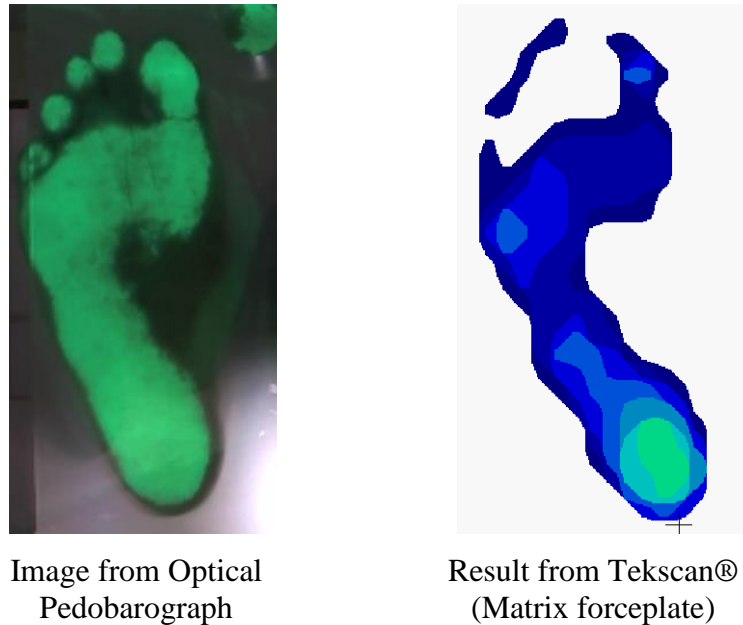 Image from Optical
Pedobarograph
Result from Tekscan®
(Matrix forceplate)